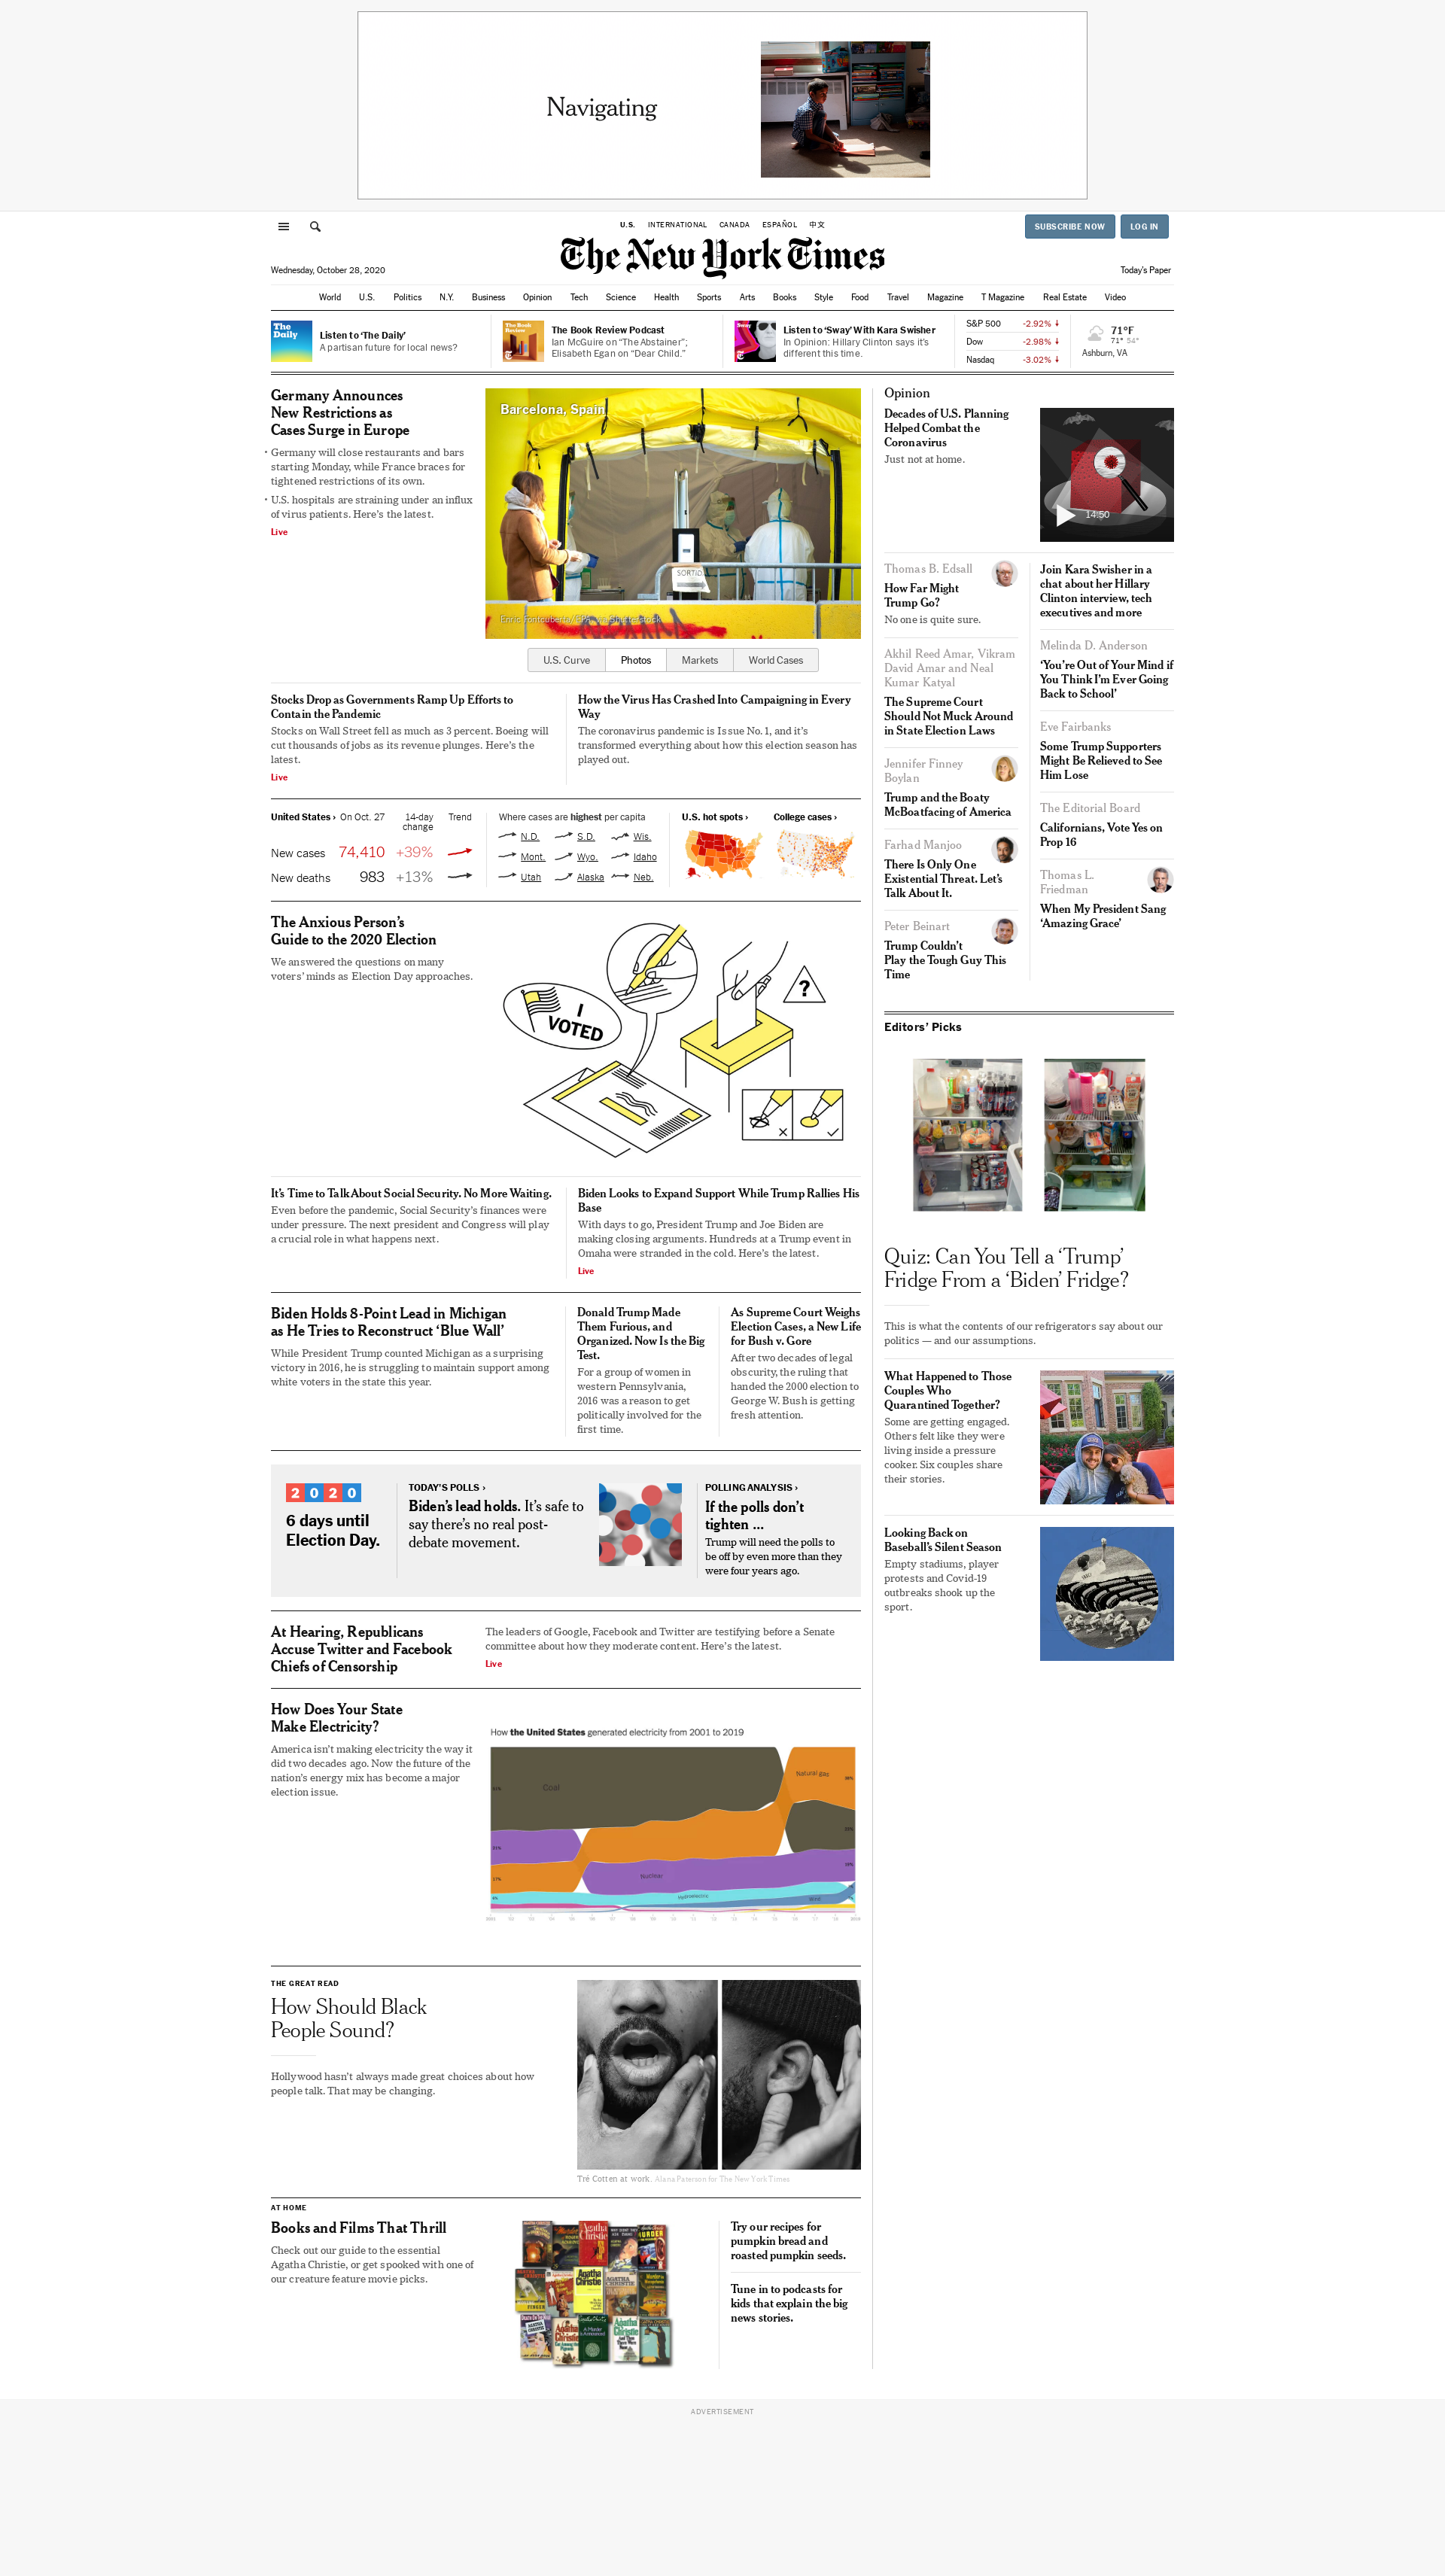 Navigating
U.S. INTERNATIONAL CANADA ESPAÑOL 中文
SUBSCRIBE NOW LOG IN
The New York Times
Wednesday, October 28, 2020
Today's Paper
World U.S. Politics N.Y. Business Opinion Tech Science Health Sports Arts Books Style Food Travel Magazine T Magazine Real Estate Video
The
Daily
Listen to ‘The Daily’
A partisan future for local news?
The Book
Review
The Book Review Podcast
Ian McGuire on “The Abstainer”;
Elisabeth Egan on “Dear Child.”
Sway
Listen to ‘Sway’ With Kara Swisher
In Opinion: Hillary Clinton says it’s
different this time.
S&P 500 -2.92%
Dow -2.98%
Nasdaq -3.02%
71°F
71° 54°
Ashburn, VA
Germany Announces
New Restrictions as
Cases Surge in Europe
• Germany will close restaurants and bars
starting Monday, while France braces for
tightened restrictions of its own.
• U.S. hospitals are straining under an influx
of virus patients. Here’s the latest.
Live
Barcelona, Spain
U.S. Curve Photos Markets World Cases
Stocks Drop as Governments Ramp Up Efforts to
Contain the Pandemic
Stocks on Wall Street fell as much as 3 percent. Boeing will
cut thousands of jobs as its revenue plunges. Here’s the
latest.
Live
How the Virus Has Crashed Into Campaigning in Every
Way
The coronavirus pandemic is Issue No. 1, and it’s
transformed everything about how this election season has
played out.
United States › On Oct. 27 14-day
change Trend
New cases 74,410 +39%
New deaths 983 +13%
Where cases are highest per capita
N.D. S.D. Wis.
Mont. Wyo. Idaho
Utah Alaska Neb.
U.S. hot spots › College cases ›
The Anxious Person’s
Guide to the 2020 Election
We answered the questions on many
voters’ minds as Election Day approaches.
I
VOTED
?
It’s Time to Talk About Social Security. No More Waiting.
Even before the pandemic, Social Security’s finances were
under pressure. The next president and Congress will play
a crucial role in what happens next.
Biden Looks to Expand Support While Trump Rallies His
Base
With days to go, President Trump and Joe Biden are
making closing arguments. Hundreds at a Trump event in
Omaha were stranded in the cold. Here’s the latest.
Live
Biden Holds 8-Point Lead in Michigan
as He Tries to Reconstruct ‘Blue Wall’
While President Trump counted Michigan as a surprising
victory in 2016, he is struggling to maintain support among
white voters in the state this year.
Donald Trump Made
Them Furious, and
Organized. Now Is the Big
Test.
For a group of women in
western Pennsylvania,
2016 was a reason to get
politically involved for the
first time.
As Supreme Court Weighs
Election Cases, a New Life
for Bush v. Gore
After two decades of legal
obscurity, the ruling that
handed the 2000 election to
George W. Bush is getting
fresh attention.
2020
6 days until
Election Day.
TODAY’S POLLS ›
Biden’s lead holds. It’s safe to
say there’s no real post-
debate movement.
POLLING ANALYSIS ›
If the polls don’t
tighten ...
Trump will need the polls to
be off by even more than they
were four years ago.
At Hearing, Republicans
Accuse Twitter and Facebook
Chiefs of Censorship
The leaders of Google, Facebook and Twitter are testifying before a Senate
committee about how they moderate content. Here’s the latest.
Live
How Does Your State
Make Electricity?
America isn’t making electricity the way it
did two decades ago. Now the future of the
nation’s energy mix has become a major
election issue.
How the United States generated electricity from 2001 to 2019
Coal
Natural gas
Nuclear
Hydroelectric
Wind
THE GREAT READ
How Should Black
People Sound?
Hollywood hasn’t always made great choices about how
people talk. That may be changing.
Tré Cotten at work. Alana Paterson for The New York Times
AT HOME
Books and Films That Thrill
Check out our guide to the essential
Agatha Christie, or get spooked with one of
our creature feature movie picks.
Try our recipes for
pumpkin bread and
roasted pumpkin seeds.
Tune in to podcasts for
kids that explain the big
news stories.
Opinion
Decades of U.S. Planning
Helped Combat the
Coronavirus
Just not at home.
14:50
Thomas B. Edsall
How Far Might
Trump Go?
No one is quite sure.
Akhil Reed Amar, Vikram
David Amar and Neal
Kumar Katyal
The Supreme Court
Should Not Muck Around
in State Election Laws
Jennifer Finney
Boylan
Trump and the Boaty
McBoatfacing of America
Farhad Manjoo
There Is Only One
Existential Threat. Let’s
Talk About It.
Peter Beinart
Trump Couldn’t
Play the Tough Guy This
Time
Join Kara Swisher in a
chat about her Hillary
Clinton interview, tech
executives and more
Melinda D. Anderson
‘You’re Out of Your Mind if
You Think I’m Ever Going
Back to School’
Eve Fairbanks
Some Trump Supporters
Might Be Relieved to See
Him Lose
The Editorial Board
Californians, Vote Yes on
Prop 16
Thomas L.
Friedman
When My President Sang
‘Amazing Grace’
Editors’ Picks
Quiz: Can You Tell a ‘Trump’
Fridge From a ‘Biden’ Fridge?
This is what the contents of our refrigerators say about our
politics — and our assumptions.
What Happened to Those
Couples Who
Quarantined Together?
Some are getting engaged.
Others felt like they were
living inside a pressure
cooker. Six couples share
their stories.
Looking Back on
Baseball’s Silent Season
Empty stadiums, player
protests and Covid-19
outbreaks shook up the
sport.
ADVERTISEMENT